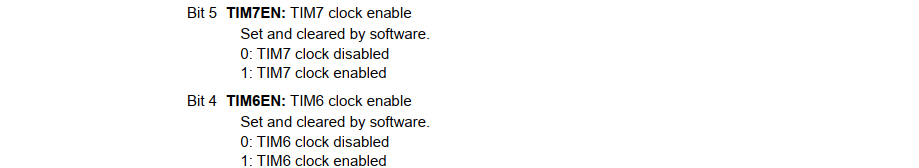 Bit 5 TIM7EN: TIM7 clock enable
Set and cleared by software.
0: TIM7 clock disabled
1: TIM7 clock enabled
Bit 4 TIM6EN: TIM6 clock enable
Set and cleared by software.
0: TIM6 clock disabled
1: TIM6 clock enabled